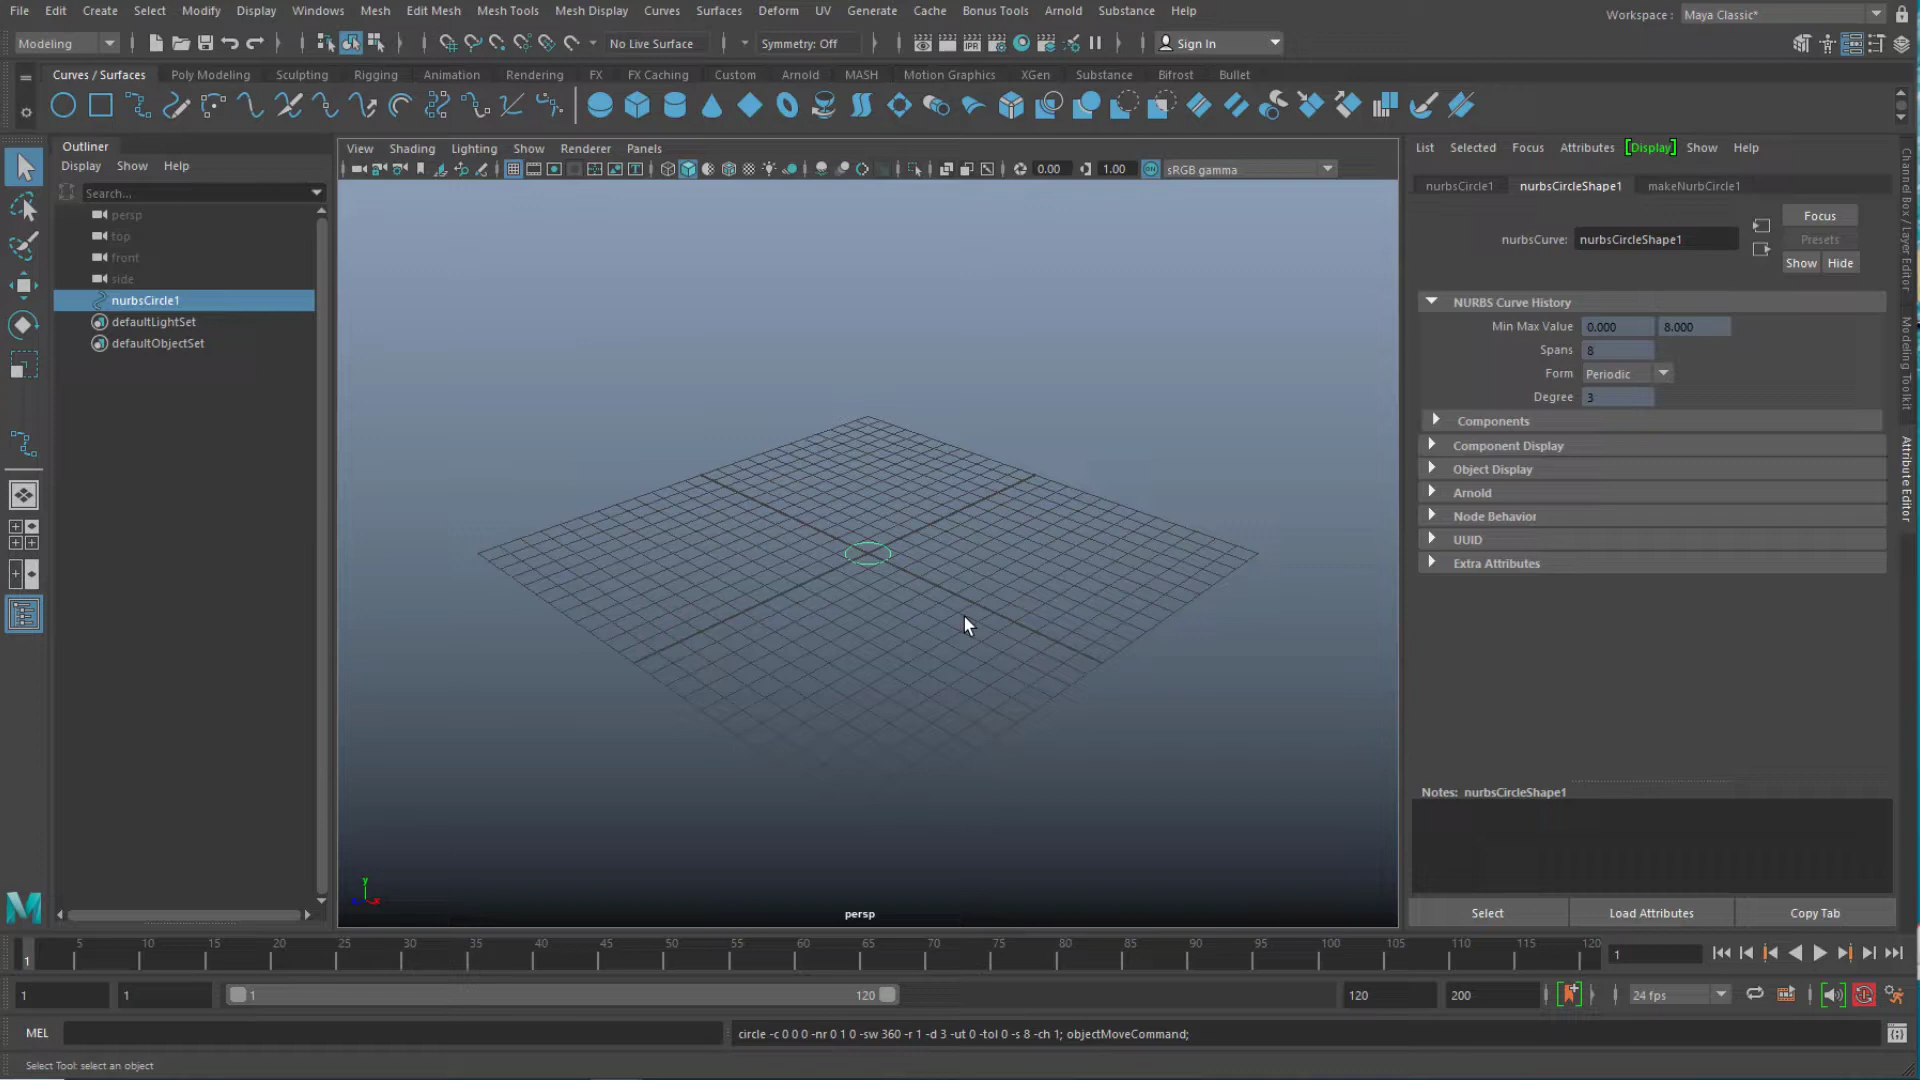 File Edit Create Select Modify Display Windows Mesh Edit Mesh Mesh Tools Mesh Display Curves Surfaces Deform UV Generate Cache Bonus Tools Arnold Substance Help
Workspace : Maya Classic*
Modeling No Live Surface Symmetry: Off IPR Sign In
Curves / Surfaces Poly Modeling Sculpting Rigging Animation Rendering FX FX Caching Custom Arnold MASH Motion Graphics XGen Substance Bifrost Bullet
Outliner
Display Show Help
Search...
persp
top
front
side
nurbsCircle1
defaultLightSet
defaultObjectSet
View Shading Lighting Show Renderer Panels
0.00 1.00 sRGB gamma
y
x
persp
List Selected Focus Attributes [Display] Show Help
nurbsCircle1 nurbsCircleShape1 makeNurbCircle1
Focus
nurbsCurve: nurbsCircleShape1
Presets
Show Hide
NURBS Curve History
Min Max Value 0.000 8.000
Spans 8
Form Periodic
Degree 3
Components
Component Display
Object Display
Arnold
Node Behavior
UUID
Extra Attributes
Notes: nurbsCircleShape1
Select Load Attributes Copy Tab
Channel Box / Layer Editor
Modeling Toolkit
Attribute Editor
5 10 15 20 25 30 35 40 45 50 55 60 65 70 75 80 85 90 95 100 105 110 115 120
1 1
1 1 1 120 120 200 24 fps
MEL circle -c 0 0 0 -nr 0 1 0 -sw 360 -r 1 -d 3 -ut 0 -tol 0 -s 8 -ch 1; objectMoveCommand;
Select Tool: select an object